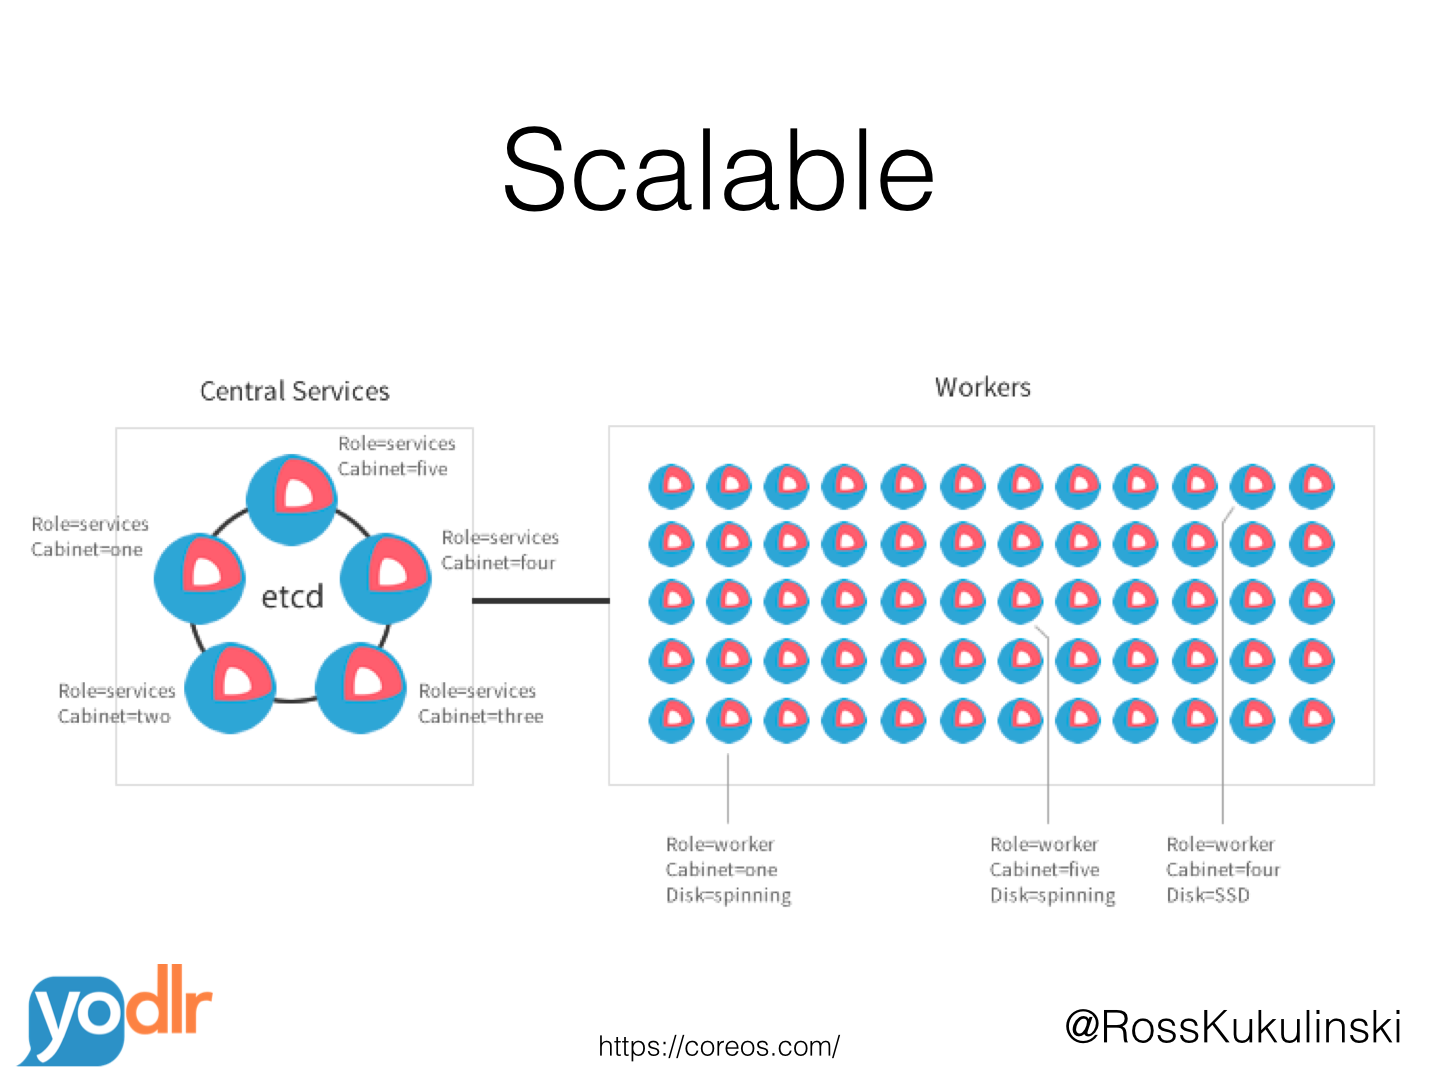 Scalable
Central Services
Role=services
Cabinet=five
Role=services
Cabinet=one
Role=services
Cabinet=four
etcd
Role=services
Cabinet=two
Role=services
Cabinet=three
Workers
Role=worker
Cabinet=one
Disk=spinning
Role=worker
Cabinet=five
Disk=spinning
Role=worker
Cabinet=four
Disk=SSD
yodlr
https://coreos.com/
@RossKukulinski